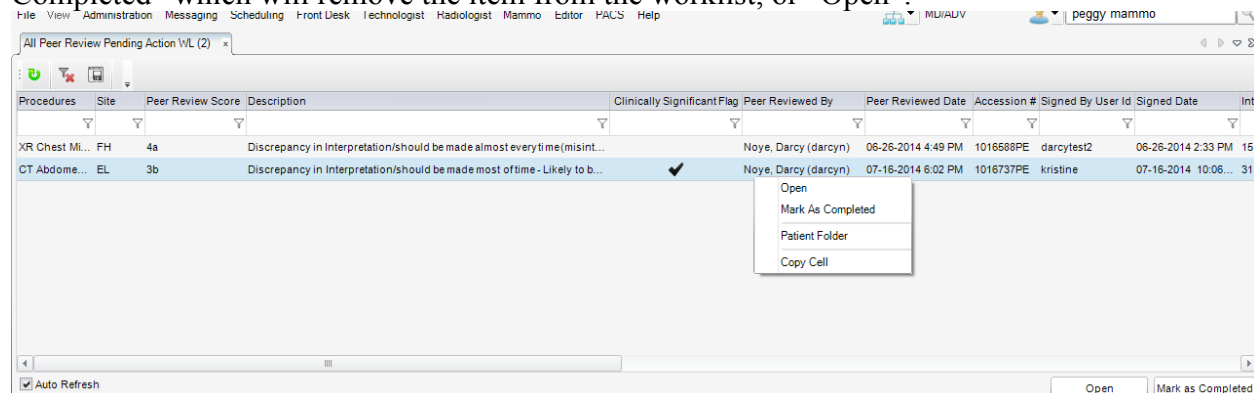 Completed" which will remove the item from the worklist, or "Open".
File View Administration Messaging Scheduling Front Desk Technologist Radiologist Mammo Editor PACS Help MD/ADV peggy mammo
All Peer Review Pending Action WL (2) x
Procedures Site Peer Review Score Description Clinically Significant Flag Peer Reviewed By Peer Reviewed Date Accession # Signed By User Id Signed Date Int
XR Chest Mi... FH 4a Discrepancy in Interpretation/should be made almost everytime(misint... Noye, Darcy (darcyn) 06-26-2014 4:49 PM 1016588PE darcytest2 06-26-2014 2:33 PM 15
CT Abdome... EL 3b Discrepancy in Interpretation/should be made most of time - Likely to b... Noye, Darcy (darcyn) 07-16-2014 6:02 PM 1016737PE kristine 07-16-2014 10:06... 31
Open
Mark As Completed
Patient Folder
Copy Cell
Auto Refresh Open Mark as Completed